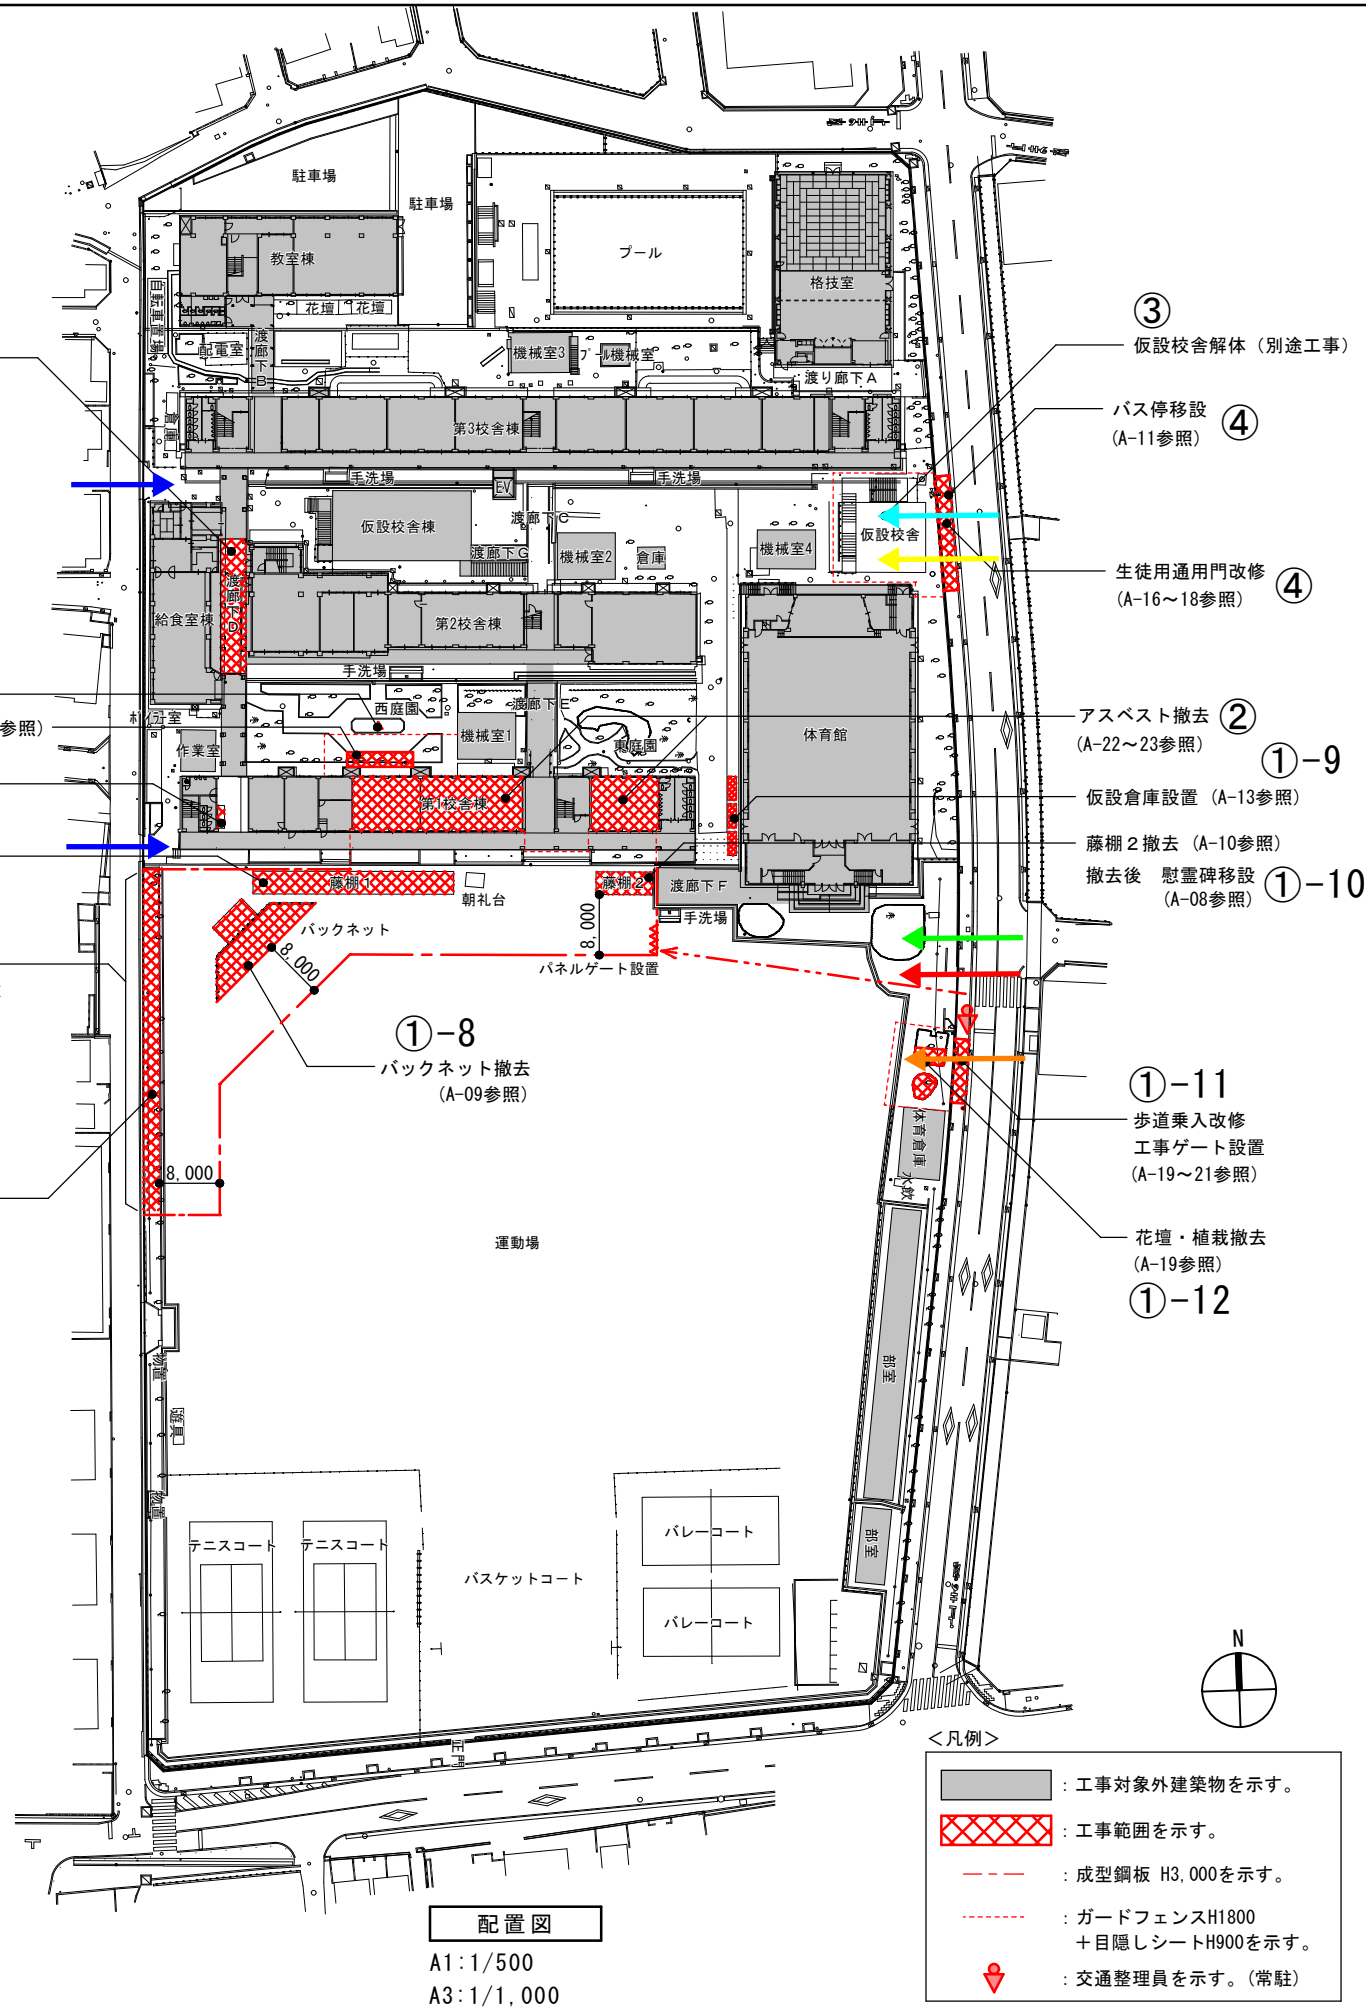 駐車場
駐車場
プール
格技室
教室棟
花壇
花壇
自転車置場
配電室
渡廊下B
機械室3
プール機械室
渡り廊下A
③
仮設校舎解体（別途工事）
バス停移設
(A-11参照)
④
倉庫
第3校舎棟
手洗場
EV
手洗場
仮設校舎棟
渡廊下C
渡廊下G
機械室2
倉庫
機械室4
仮設校舎
生徒用通用門改修
(A-16～18参照)
④
渡廊下D
給食室棟
第2校舎棟
手洗場
西庭園
渡廊下E
東庭園
機械室1
体育館
参照)
作業室
第1校舎棟
アスベスト撤去
(A-22～23参照)
②
①-9
仮設倉庫設置（A-13参照）
藤棚２撤去（A-10参照）
撤去後　慰霊碑移設
(A-08参照)
①-10
藤棚1
朝礼台
藤棚2
渡廊下F
手洗場
バックネット
8,000
8,000
パネルゲート設置
①-8
バックネット撤去
(A-09参照)
8,000
体育倉庫
水飲
①-11
歩道乗入改修
工事ゲート設置
(A-19～21参照)
花壇・植栽撤去
(A-19参照)
①-12
運動場
部室
物置
遊具
物置
部室
テニスコート
テニスコート
バスケットコート
バレーコート
バレーコート
正門
N
＜凡例＞
：工事対象外建築物を示す。
：工事範囲を示す。
：成型鋼板 H3,000を示す。
：ガードフェンスH1800
＋目隠しシートH900を示す。
：交通整理員を示す。(常駐)
配置図
A1:1/500
A3:1/1,000